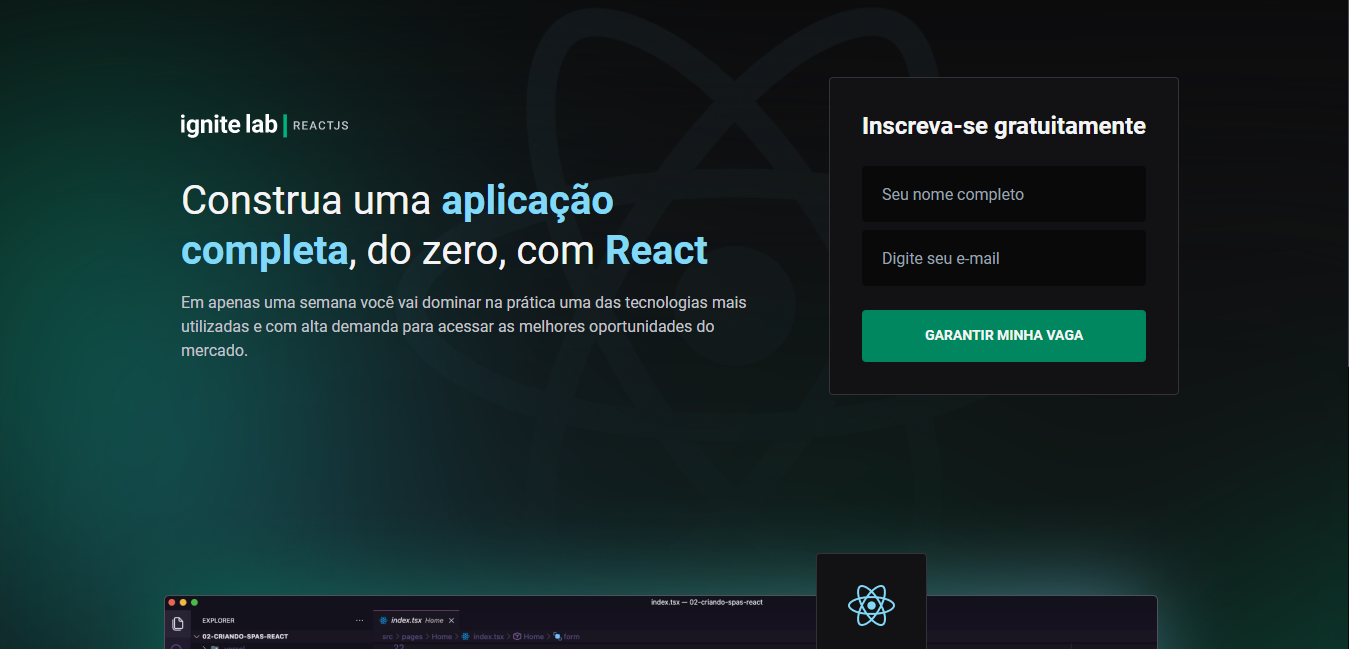 ignite lab | REACTJS
Construa uma aplicação
completa, do zero, com React
Em apenas uma semana você vai dominar na prática uma das tecnologias mais
utilizadas e com alta demanda para acessar as melhores oportunidades do
mercado.
Inscreva-se gratuitamente
Seu nome completo
Digite seu e-mail
GARANTIR MINHA VAGA
index.tsx — 02-criando-spas-react
EXPLORER
index.tsx Home
02-CRIANDO-SPAS-REACT
src > pages > Home > index.tsx > Home > form
22